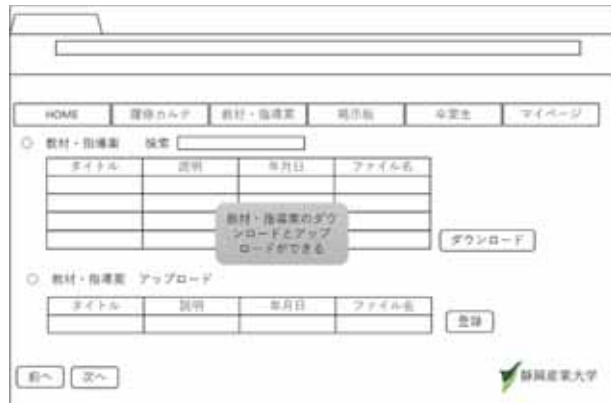 HOME 履修カルテ 教材・指導案 掲示板 卒業生 マイページ
○ 教材・指導案 検索
タイトル 説明 年月日 ファイル名
教材・指導案のダウ
ンロードとアップ
ロードができる
ダウンロード
○ 教材・指導案 アップロード
タイトル 説明 年月日 ファイル名
登録
前へ 次へ
静岡産業大学